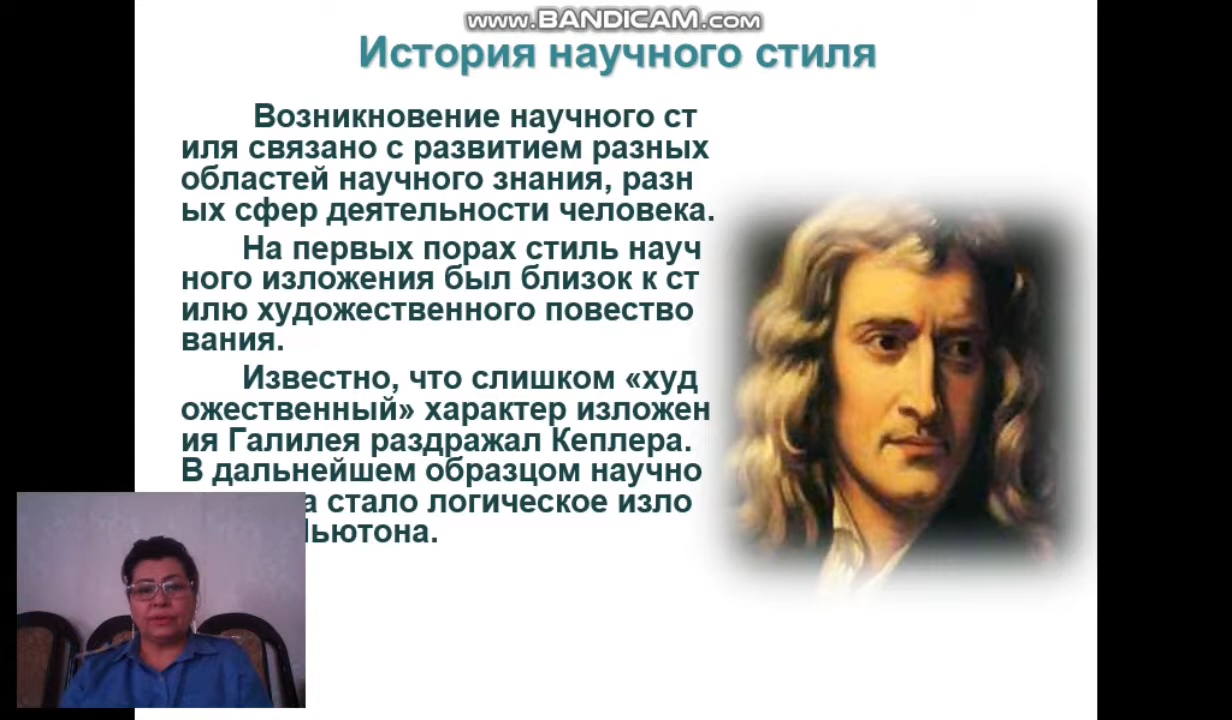 www.BANDICAM.com
История научного стиля
Возникновение научного ст
иля связано с развитием разных
областей научного знания, разн
ых сфер деятельности человека.
На первых порах стиль науч
ного изложения был близок к ст
илю художественного повество
вания.
Известно, что слишком «худ
ожественный» характер изложен
ия Галилея раздражал Кеплера.
В дальнейшем образцом научно
а стало логическое изло
ьютона.